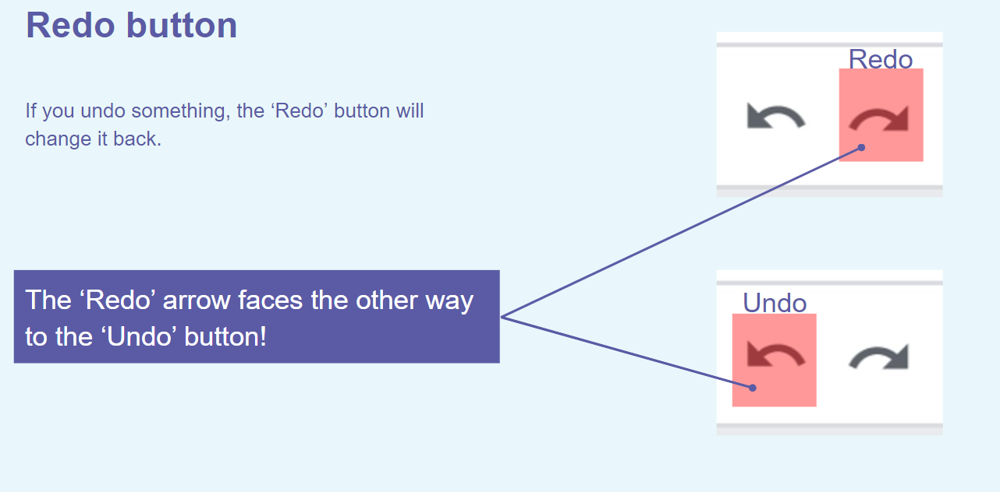 Redo button
Redo
If you undo something, the ‘Redo’ button will
change it back.
The ‘Redo’ arrow faces the other way
to the ‘Undo’ button!
Undo